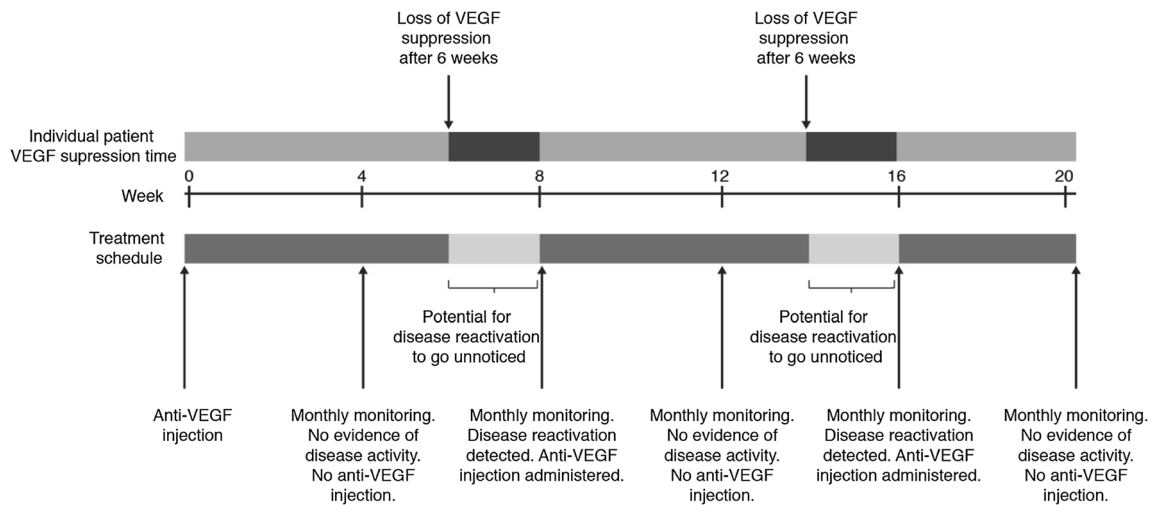 Loss of VEGF
suppression
after 6 weeks
Loss of VEGF
suppression
after 6 weeks
Individual patient
VEGF supression time
0
4
8
12
16
20
Week
Treatment
schedule
Potential for
disease reactivation
to go unnoticed
Potential for
disease reactivation
to go unnoticed
Anti-VEGF
injection
Monthly monitoring.
No evidence of
disease activity.
No anti-VEGF
injection.
Monthly monitoring.
Disease reactivation
detected. Anti-VEGF
injection administered.
Monthly monitoring.
No evidence of
disease activity.
No anti-VEGF
injection.
Monthly monitoring.
Disease reactivation
detected. Anti-VEGF
injection administered.
Monthly monitoring.
No evidence of
disease activity.
No anti-VEGF
injection.